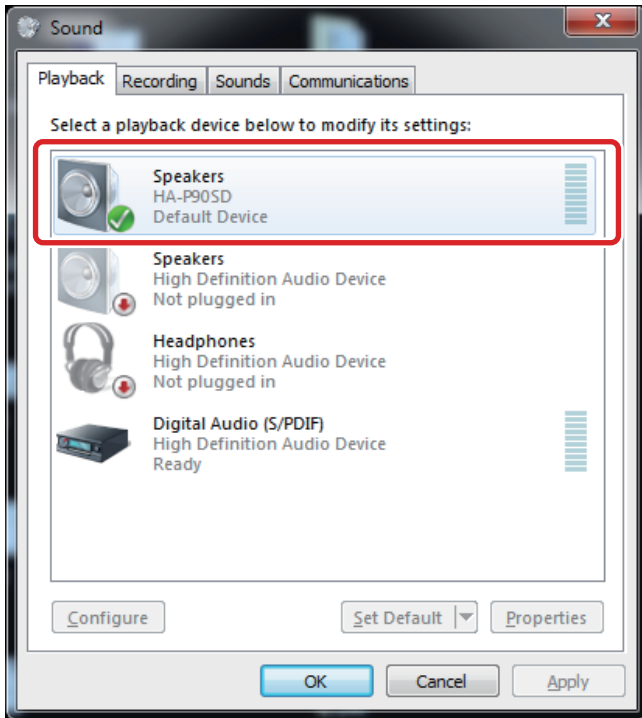 Sound
Playback Recording Sounds Communications
Select a playback device below to modify its settings:
Speakers
HA-P90SD
Default Device
Speakers
High Definition Audio Device
Not plugged in
Headphones
High Definition Audio Device
Not plugged in
Digital Audio (S/PDIF)
High Definition Audio Device
Ready
Configure Set Default Properties
OK Cancel Apply